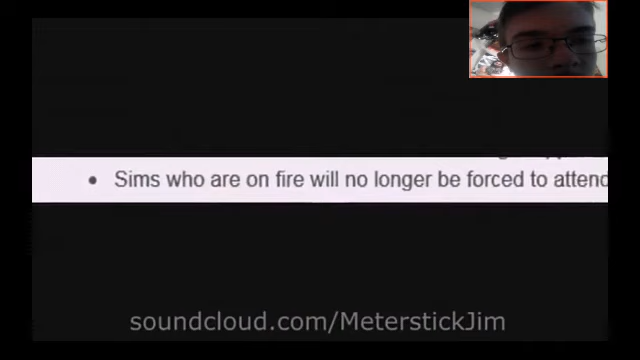 • Sims who are on fire will no longer be forced to attend
soundcloud.com/MeterstickJim